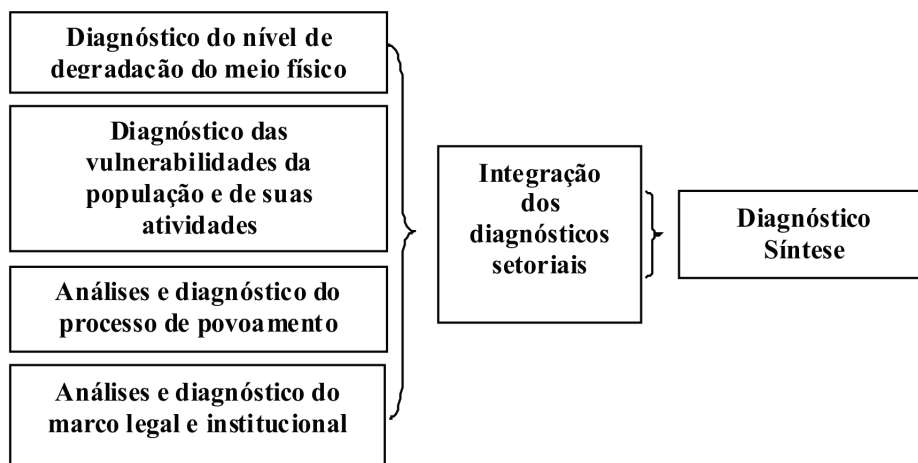 Diagnóstico do nível de
degradação do meio físico
Diagnóstico das
vulnerabilidades da
população e de suas
atividades
Análises e diagnóstico do
processo de povoamento
Análises e diagnóstico do
marco legal e institucional
Integração
dos
diagnósticos
setoriais
Diagnóstico
Síntese